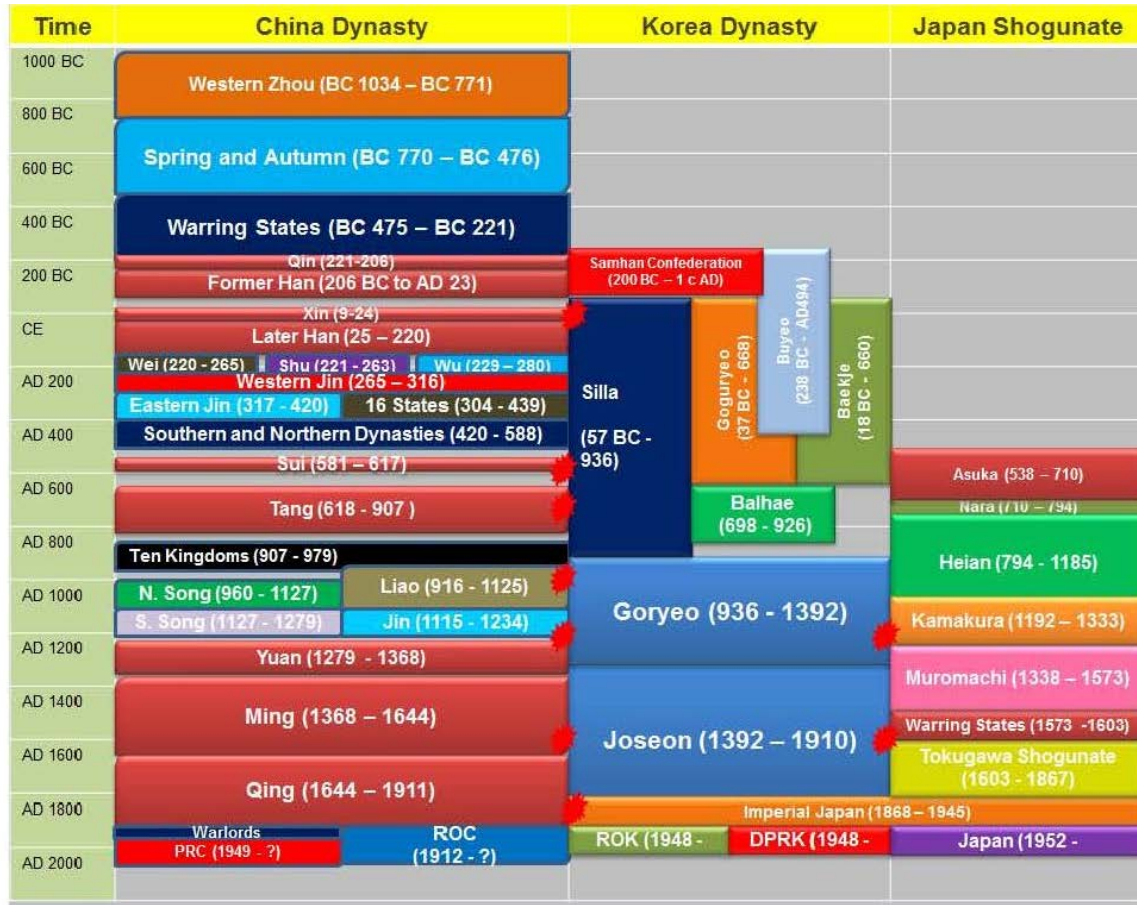 Time
China Dynasty
Korea Dynasty
Japan Shogunate
1000 BC
800 BC
600 BC
400 BC
200 BC
CE
AD 200
AD 400
AD 600
AD 800
AD 1000
AD 1200
AD 1400
AD 1600
AD 1800
AD 2000
Western Zhou (BC 1034 – BC 771)
Spring and Autumn (BC 770 – BC 476)
Warring States (BC 475 – BC 221)
Qin (221-206)
Former Han (206 BC to AD 23)
Xin (9-24)
Later Han (25 – 220)
Wei (220 - 265)
Shu (221 - 263)
Wu (229 – 280)
Western Jin (265 – 316)
Eastern Jin (317 - 420)
16 States (304 - 439)
Southern and Northern Dynasties (420 - 588)
Sui (581 – 617)
Tang (618 - 907 )
Ten Kingdoms (907 - 979)
Liao (916 - 1125)
N. Song (960 - 1127)
S. Song (1127 - 1279)
Jin (1115 - 1234)
Yuan (1279 - 1368)
Ming (1368 – 1644)
Qing (1644 – 1911)
Warlords
PRC (1949 - ?)
ROC
(1912 - ?)
Samhan Confederation
(200 BC – 1 c AD)
Silla
(57 BC -
936)
Goguryeo
(37 BC - 668)
Buyeo
(238 BC - AD494)
Baekje
(18 BC - 660)
Balhae
(698 - 926)
Goryeo (936 - 1392)
Joseon (1392 – 1910)
Imperial Japan (1868 – 1945)
ROK (1948 -
DPRK (1948 -
Asuka (538 – 710)
Nara (710 – 794)
Heian (794 - 1185)
Kamakura (1192 – 1333)
Muromachi (1338 – 1573)
Warring States (1573 -1603)
Tokugawa Shogunate
(1603 - 1867)
Japan (1952 -